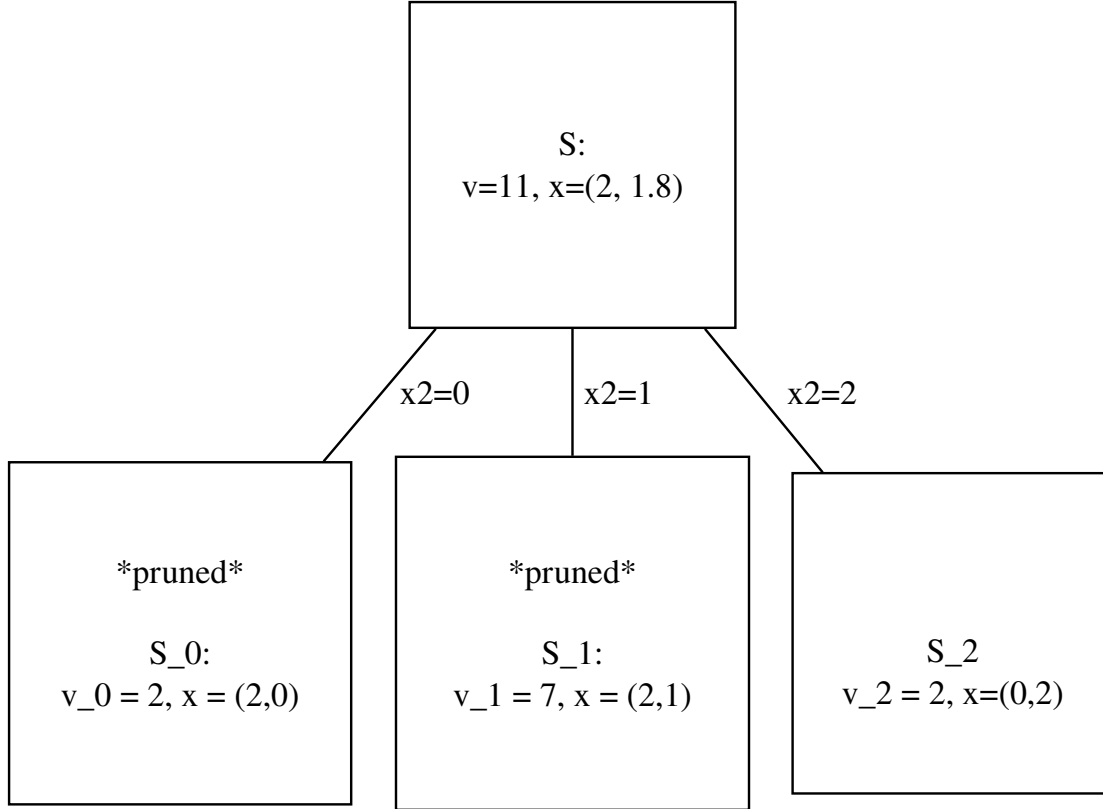 S:
v=11, x=(2, 1.8)
x2=0
x2=1
x2=2
*pruned*
S_0:
v_0 = 2, x = (2,0)
*pruned*
S_1:
v_1 = 7, x = (2,1)
S_2
v_2 = 2, x=(0,2)